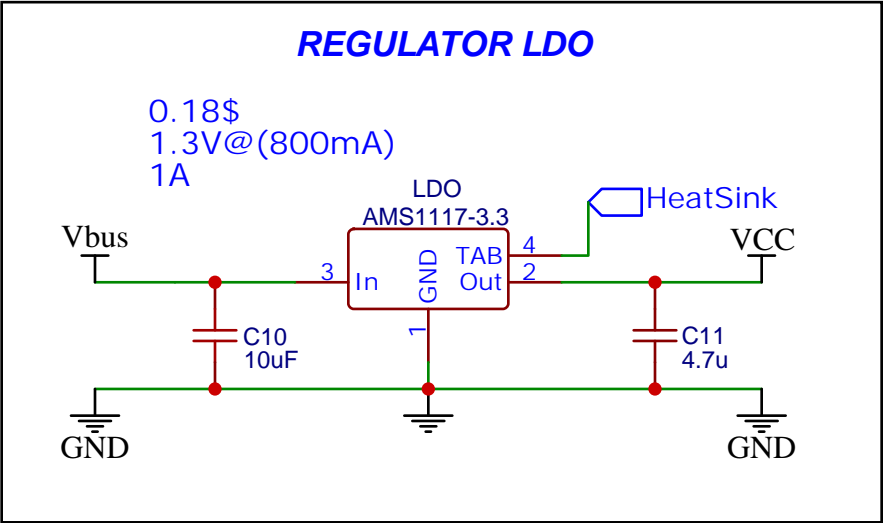 REGULATOR LDO
0.18$
1.3V@(800mA)
1A
LDO
AMS1117-3.3
HeatSink
Vbus
VCC
TAB 4
3 In GND Out 2
1
C10
10uF
C11
4.7u
GND
GND